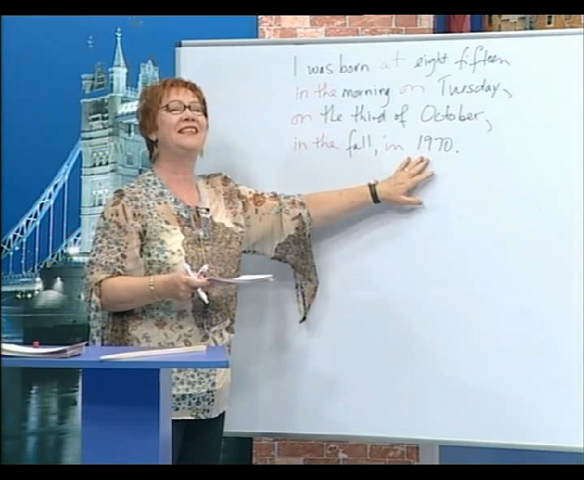 I was born at eight fifteen
in the morning on Tuesday,
on the third of October,
in the fall, in 1970.